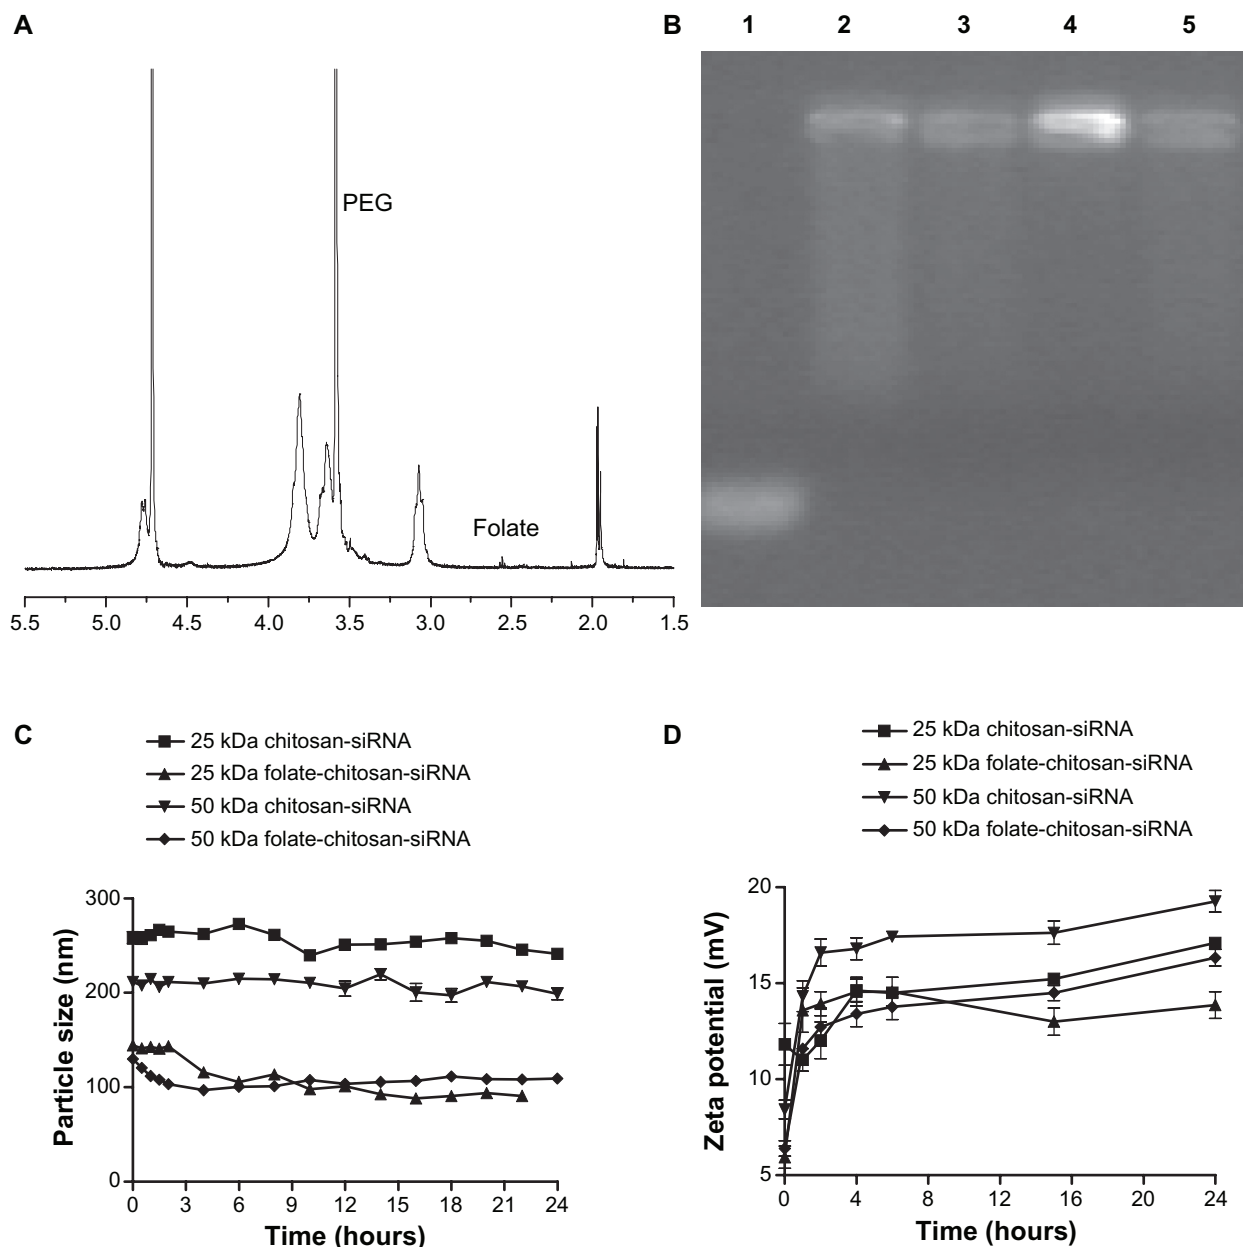 A
PEG
Folate
5.5 5.0 4.5 4.0 3.5 3.0 2.5 2.0 1.5
B 1 2 3 4 5
C
25 kDa chitosan-siRNA
25 kDa folate-chitosan-siRNA
50 kDa chitosan-siRNA
50 kDa folate-chitosan-siRNA
300
200
100
0
Particle size (nm)
0 3 6 9 12 15 18 21 24
Time (hours)
D
25 kDa chitosan-siRNA
25 kDa folate-chitosan-siRNA
50 kDa chitosan-siRNA
50 kDa folate-chitosan-siRNA
20
15
10
5
Zeta potential (mV)
0 4 8 12 16 20 24
Time (hours)